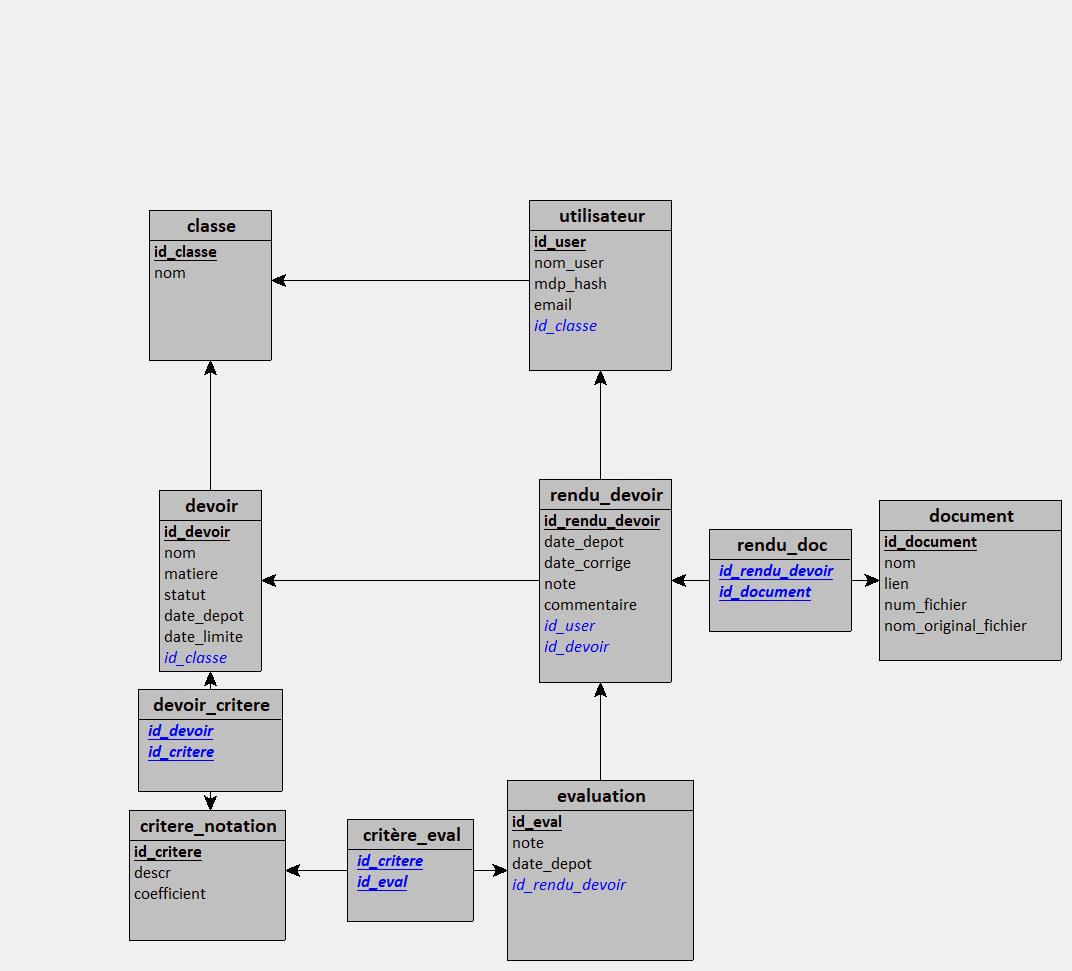 classe
id_classe
nom
utilisateur
id_user
nom_user
mdp_hash
email
id_classe
devoir
id_devoir
nom
matiere
statut
date_depot
date_limite
id_classe
rendu_devoir
id_rendu_devoir
date_depot
date_corrige
note
commentaire
id_user
id_devoir
rendu_doc
id_rendu_devoir
id_document
document
id_document
nom
lien
num_fichier
nom_original_fichier
devoir_critere
id_devoir
id_critere
critere_notation
id_critere
descr
coefficient
critère_eval
id_critere
id_eval
evaluation
id_eval
note
date_depot
id_rendu_devoir